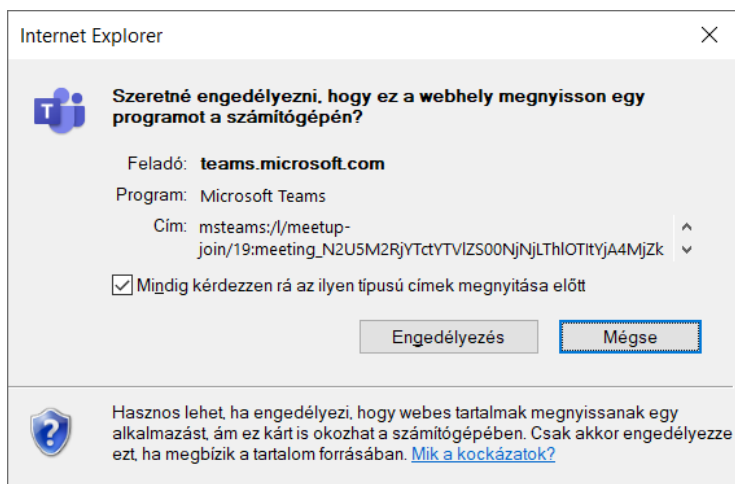 Internet Explorer
Szeretné engedélyezni, hogy ez a webhely megnyisson egy
programot a számítógépén?
Feladó: teams.microsoft.com
Program: Microsoft Teams
Cím: msteams:/l/meetup-
join/19:meeting_N2U5M2RjYTctYTVlZS00NjNjLThlOTItYjA4MjZk
Mindig kérdezzen rá az ilyen típusú címek megnyitása előtt
Engedélyezés Mégse
Hasznos lehet, ha engedélyezi, hogy webes tartalmak megnyissanak egy
alkalmazást, ám ez kárt is okozhat a számítógépében. Csak akkor engedélyezze
ezt, ha megbízik a tartalom forrásában. Mik a kockázatok?